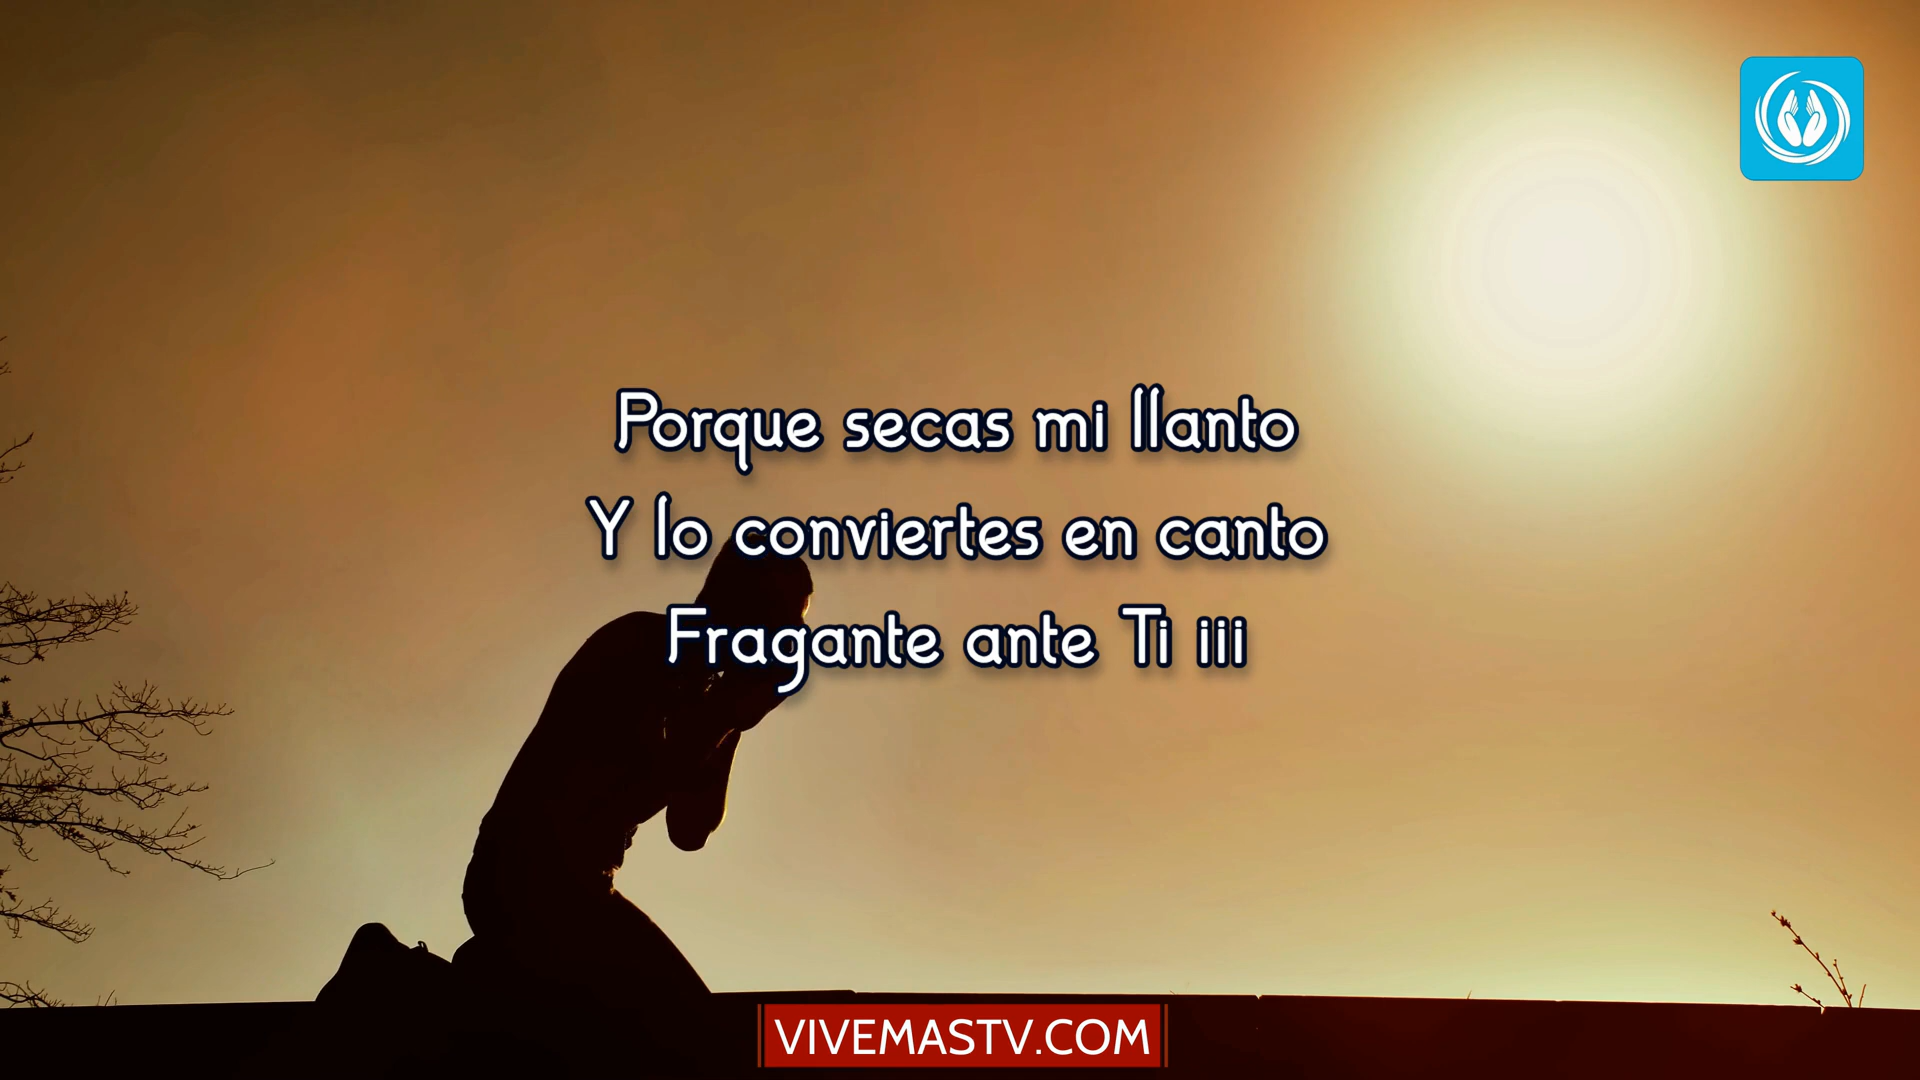 Porque secas mi llanto
Y lo conviertes en canto
Fragante ante Ti iii
VIVEMASTV.COM